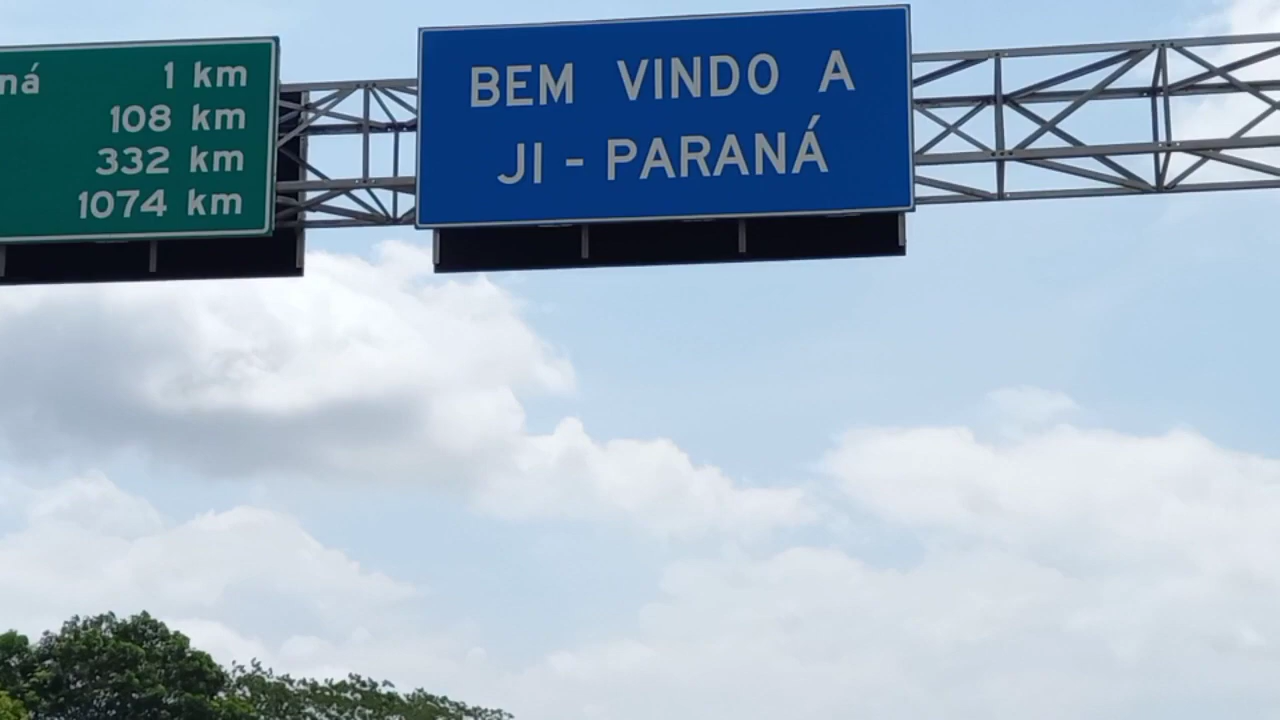 ná 1 km
108 km
332 km
1074 km
BEM VINDO A
JI - PARANÁ